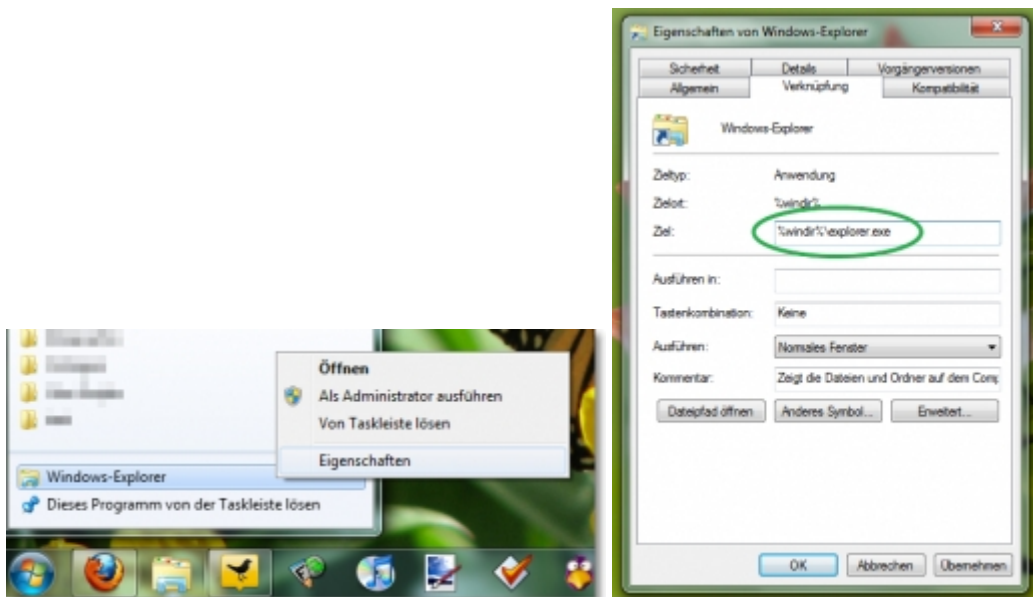 Öffnen
Als Administrator ausführen
Von Taskleiste lösen
Eigenschaften
Windows-Explorer
Dieses Programm von der Taskleiste lösen
Eigenschaften von Windows-Explorer
Sicherheit Details Vorgängerversionen
Allgemein Verknüpfung Kompatibilität
Windows-Explorer
Zieltyp: Anwendung
Zielort: %windir%
Ziel: %windir%\explorer.exe
Ausführen in:
Tastenkombination: Keine
Ausführen: Normales Fenster
Kommentar: Zeigt die Dateien und Ordner auf dem Comp
Dateipfad öffnen Anderes Symbol... Erweitert...
OK Abbrechen Übernehmen